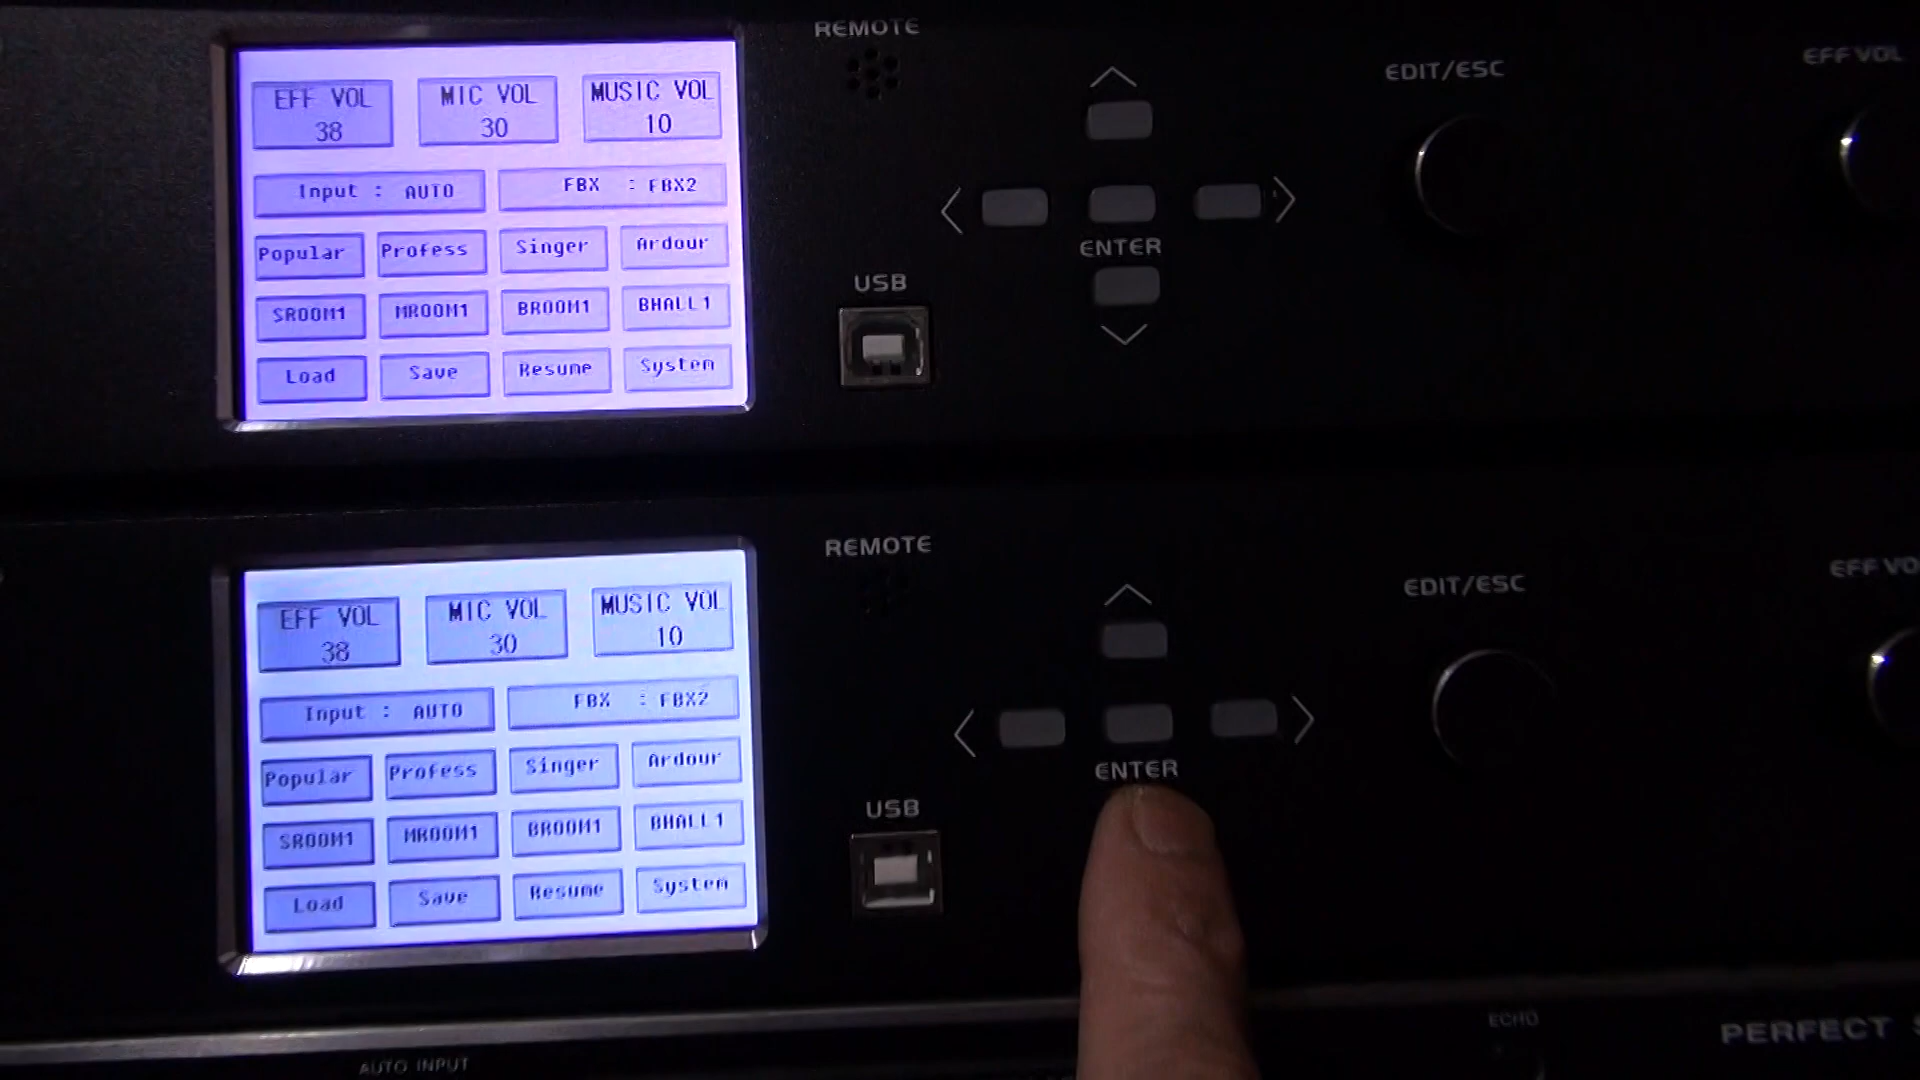 REMOTE
EDIT/ESC
EFF VOL
EFF VOL
38
MIC VOL
30
MUSIC VOL
10
Input : AUTO
FBX : FBX2
Popular
Profess
Singer
Ardour
SROOM1
MROOM1
BROOM1
BHALL1
Load
Save
Resume
System
ENTER
USB
REMOTE
EDIT/ESC
EFF VO
EFF VOL
38
MIC VOL
30
MUSIC VOL
10
Input : AUTO
FBX : FBX2
Popular
Profess
Singer
Ardour
SROOM1
MROOM1
BROOM1
BHALL1
Load
Save
Resume
System
ENTER
USB
ECHO
PERFECT
AUTO INPUT